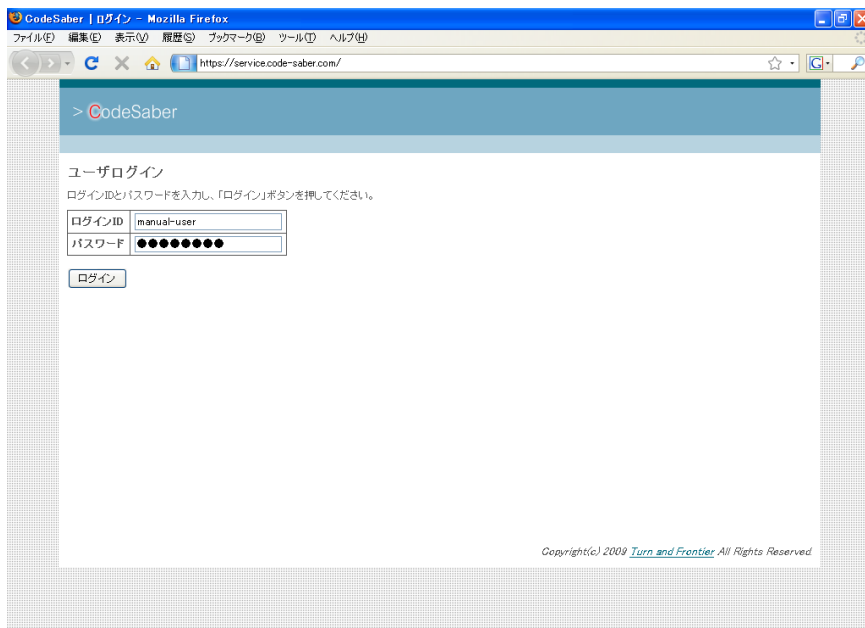 CodeSaber | ログイン - Mozilla Firefox
ファイル(F) 編集(E) 表示(V) 履歴(S) ブックマーク(B) ツール(T) ヘルプ(H)
https://service.code-saber.com/
G
> CodeSaber
ユーザログイン
ログインIDとパスワードを入力し、「ログイン」ボタンを押してください。
ログインID manual-user
パスワード ●●●●●●●●
ログイン
Copyright(c) 2009 Turn and Frontier All Rights Reserved.